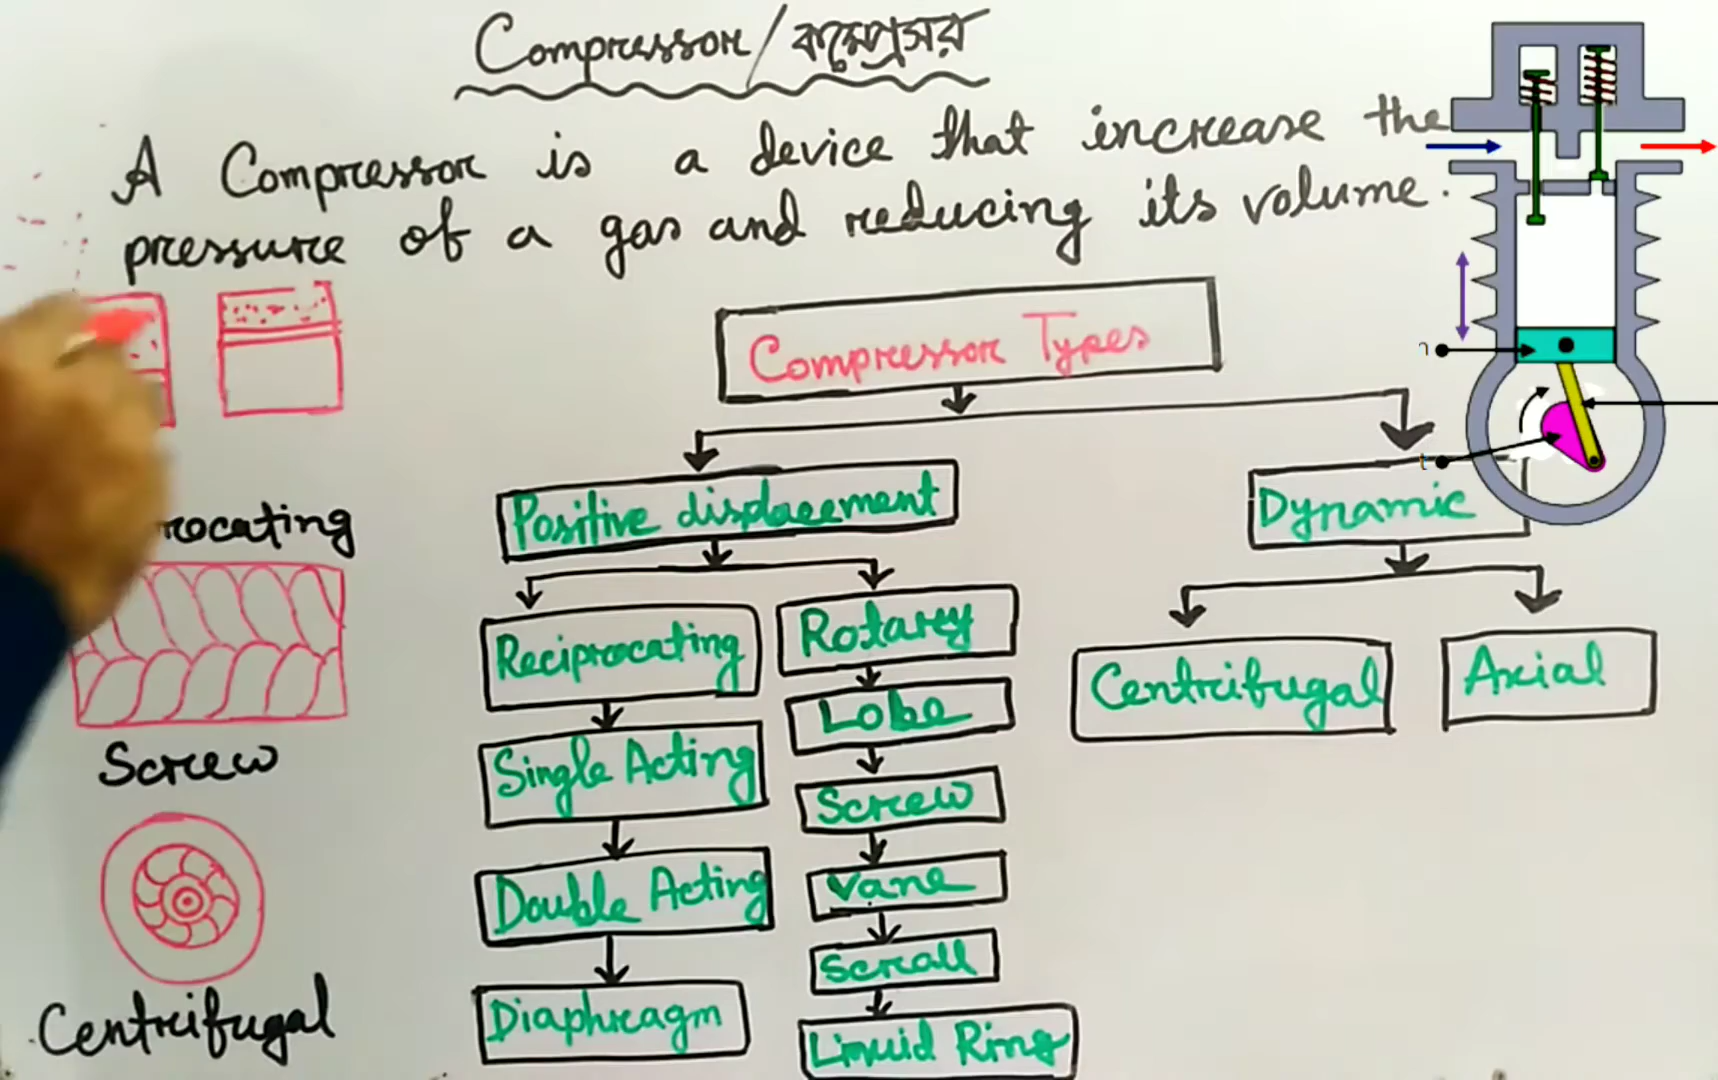 Compressor/কম্প্রেসর
A Compressor is a device that increase the
pressure of a gas and reducing its volume.
Compressor Types
Positive displacement
Dynamic
Reciprocating
Rotary
Centrifugal
Axial
Single Acting
Lobe
Double Acting
Screw
Diaphragm
Vane
Scroll
Liquid Ring
rocating
Screw
Centrifugal
n
t